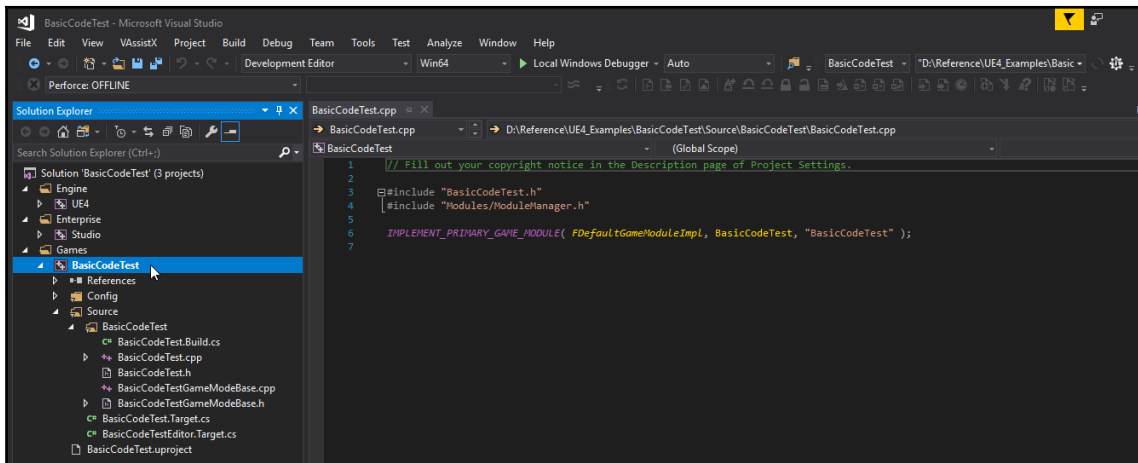 BasicCodeTest - Microsoft Visual Studio
File Edit View VAssistX Project Build Debug Team Tools Test Analyze Window Help
Development Editor Win64 Local Windows Debugger Auto BasicCodeTest "D:\Reference\UE4_Examples\Basic
Perforce: OFFLINE
Solution Explorer
Search Solution Explorer (Ctrl+;)
Solution 'BasicCodeTest' (3 projects)
Engine
UE4
Enterprise
Studio
Games
BasicCodeTest
References
Config
Source
BasicCodeTest
BasicCodeTest.Build.cs
BasicCodeTest.cpp
BasicCodeTest.h
BasicCodeTestGameModeBase.cpp
BasicCodeTestGameModeBase.h
BasicCodeTest.Target.cs
BasicCodeTestEditor.Target.cs
BasicCodeTest.uproject
BasicCodeTest.cpp
BasicCodeTest.cpp D:\Reference\UE4_Examples\BasicCodeTest\Source\BasicCodeTest\BasicCodeTest.cpp
BasicCodeTest (Global Scope)
1 // Fill out your copyright notice in the Description page of Project Settings.
2
3 #include "BasicCodeTest.h"
4 #include "Modules/ModuleManager.h"
5
6 IMPLEMENT_PRIMARY_GAME_MODULE( FDefaultGameModuleImpl, BasicCodeTest, "BasicCodeTest" );
7